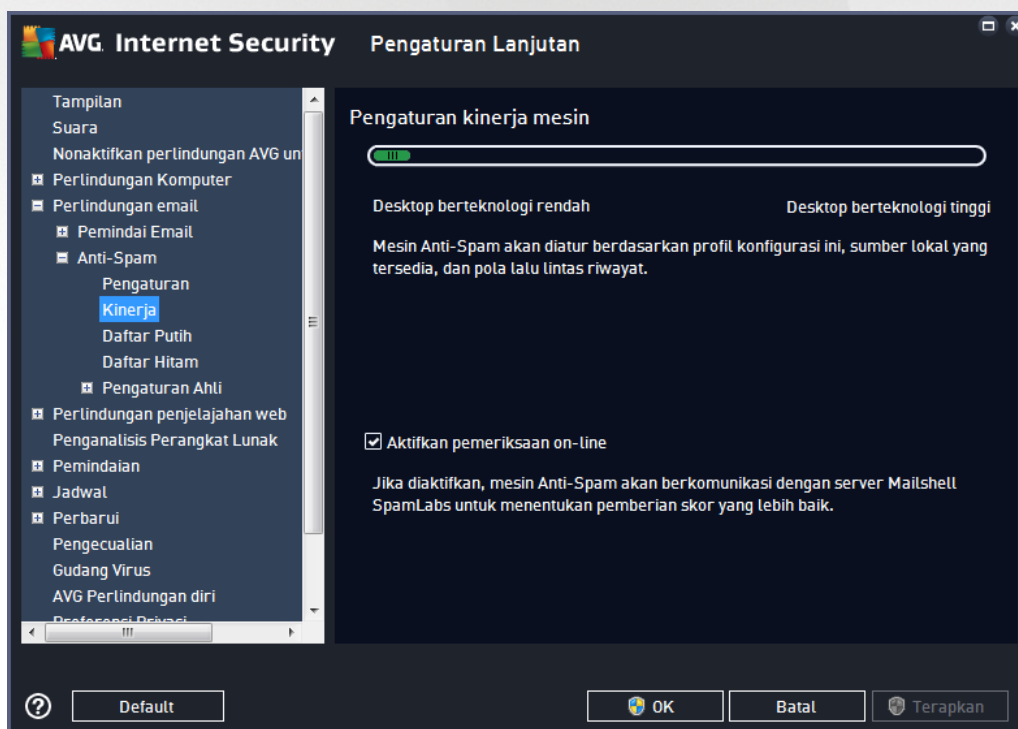 AVG. Internet Security
Pengaturan Lanjutan
Tampilan
Suara
Nonaktifkan perlindungan AVG un
Perlindungan Komputer
Perlindungan email
Pemindai Email
Anti-Spam
Pengaturan
Kinerja
Daftar Putih
Daftar Hitam
Pengaturan Ahli
Perlindungan penjelajahan web
Penganalisis Perangkat Lunak
Pemindaian
Jadwal
Perbarui
Pengecualian
Gudang Virus
AVG Perlindungan diri
Preferensi Privasi
Pengaturan kinerja mesin
Desktop berteknologi rendah
Desktop berteknologi tinggi
Mesin Anti-Spam akan diatur berdasarkan profil konfigurasi ini, sumber lokal yang
tersedia, dan pola lalu lintas riwayat.
Aktifkan pemeriksaan on-line
Jika diaktifkan, mesin Anti-Spam akan berkomunikasi dengan server Mailshell
SpamLabs untuk menentukan pemberian skor yang lebih baik.
Default
OK
Batal
Terapkan